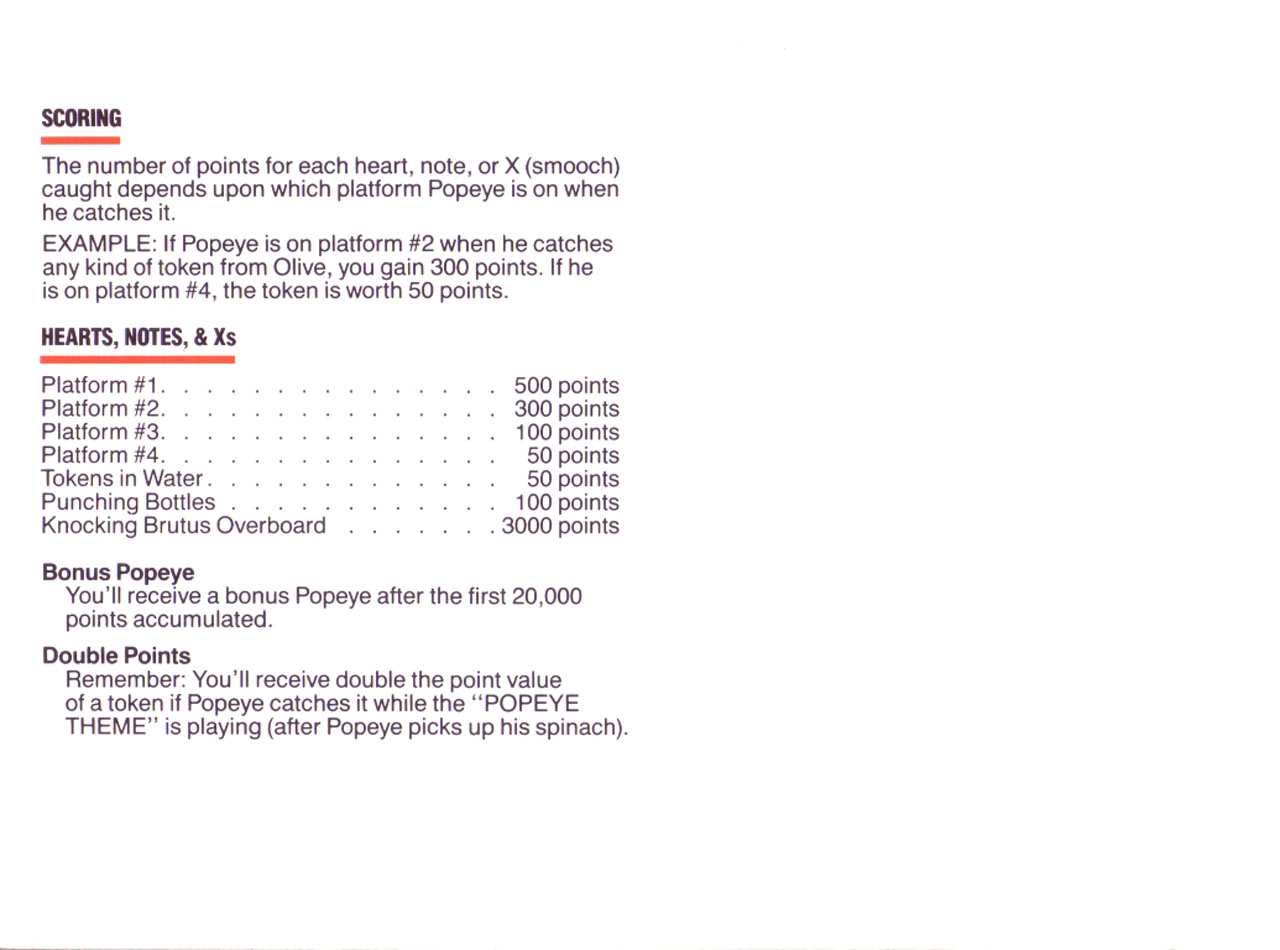 SCORING
The number of points for each heart, note, or X (smooch)
caught depends upon which platform Popeye is on when
he catches it.
EXAMPLE: If Popeye is on platform #2 when he catches
any kind of token from Olive, you gain 300 points. If he
is on platform #4, the token is worth 50 points.
HEARTS, NOTES, & Xs
Platform #1. . . . . . . . . . . . . . . 500 points
Platform #2. . . . . . . . . . . . . . . 300 points
Platform #3. . . . . . . . . . . . . . . 100 points
Platform #4. . . . . . . . . . . . . . . 50 points
Tokens in Water . . . . . . . . . . . . . 50 points
Punching Bottles . . . . . . . . . . . . 100 points
Knocking Brutus Overboard . . . . . . . 3000 points
Bonus Popeye
You'll receive a bonus Popeye after the first 20,000
points accumulated.
Double Points
Remember: You'll receive double the point value
of a token if Popeye catches it while the "POPEYE
THEME" is playing (after Popeye picks up his spinach).